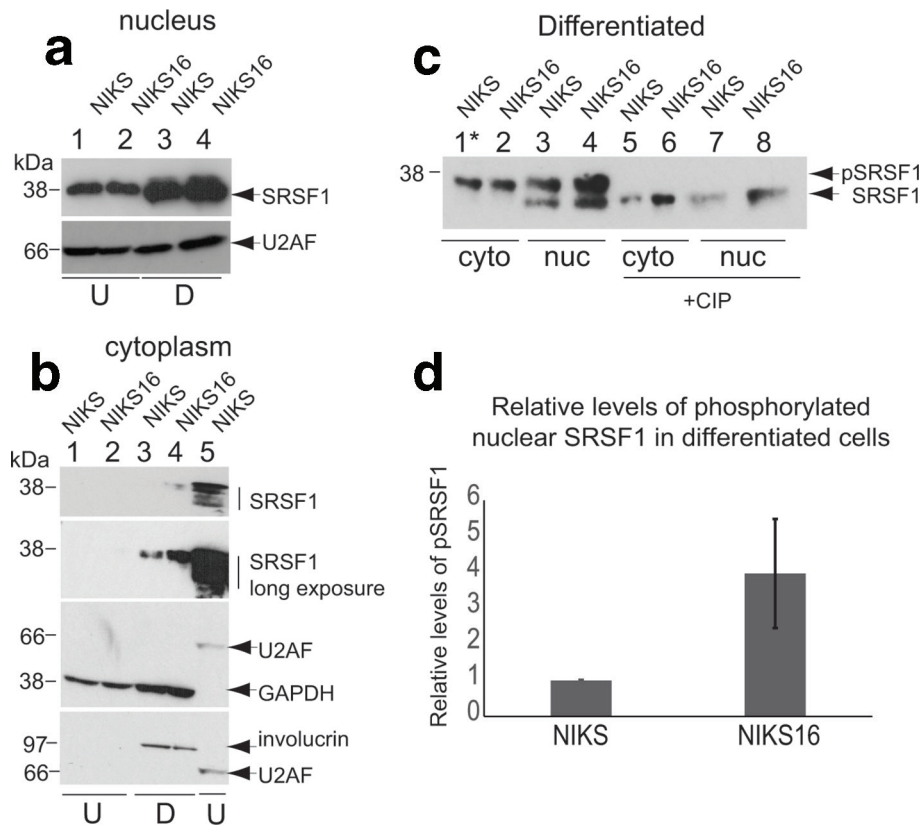 a
nucleus
NIKS
NIKS16
NIKS
NIKS16
1 2 3 4
kDa
38
SRSF1
66
U2AF
U D
b
cytoplasm
NIKS
NIKS16
NIKS
NIKS16
NIKS
1 2 3 4 5
kDa
38
SRSF1
38
SRSF1
long exposure
66
U2AF
38
GAPDH
97
involucrin
66
U2AF
U D U
c
Differentiated
NIKS
NIKS16
NIKS
NIKS16
NIKS
NIKS16
NIKS
NIKS16
1* 2 3 4 5 6 7 8
38
pSRSF1
SRSF1
cyto nuc cyto nuc
+CIP
d
Relative levels of phosphorylated
nuclear SRSF1 in differentiated cells
Relative levels of pSRSF1
6
5
4
3
2
1
0
NIKS NIKS16